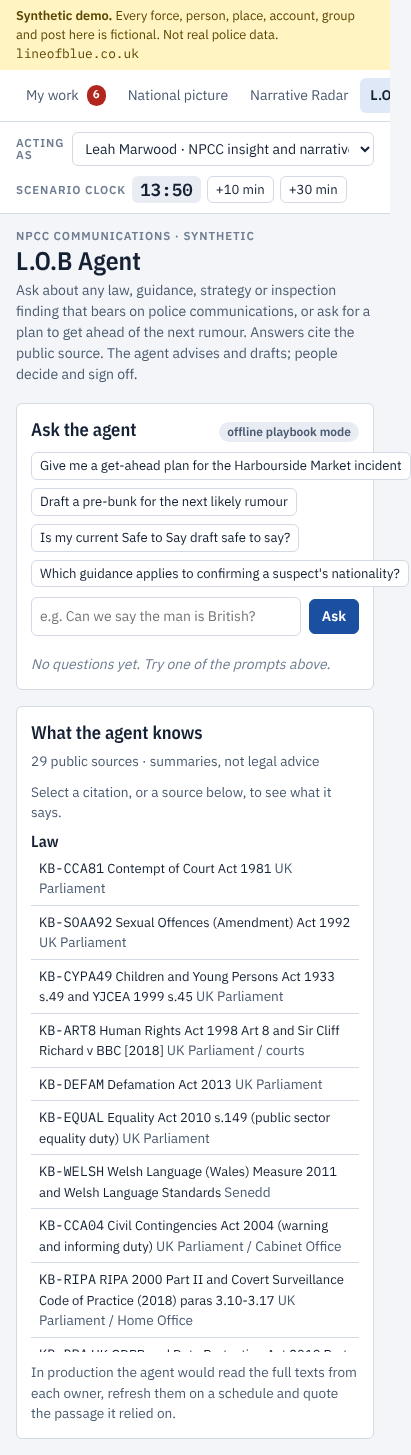 Synthetic demo. Every force, person, place, account, group
and post here is fictional. Not real police data.
lineofblue.co.uk
My work 6 National picture Narrative Radar L.O
ACTING
AS
Leah Marwood · NPCC insight and narrative
SCENARIO CLOCK 13:50 +10 min +30 min
NPCC COMMUNICATIONS · SYNTHETIC
L.O.B Agent
Ask about any law, guidance, strategy or inspection
finding that bears on police communications, or ask for a
plan to get ahead of the next rumour. Answers cite the
public source. The agent advises and drafts; people
decide and sign off.
Ask the agent offline playbook mode
Give me a get-ahead plan for the Harbourside Market incident
Draft a pre-bunk for the next likely rumour
Is my current Safe to Say draft safe to say?
Which guidance applies to confirming a suspect's nationality?
e.g. Can we say the man is British? Ask
No questions yet. Try one of the prompts above.
What the agent knows
29 public sources · summaries, not legal advice
Select a citation, or a source below, to see what it
says.
Law
KB-CCA81 Contempt of Court Act 1981 UK
Parliament
KB-SOAA92 Sexual Offences (Amendment) Act 1992
UK Parliament
KB-CYPA49 Children and Young Persons Act 1933
s.49 and YJCEA 1999 s.45 UK Parliament
KB-ART8 Human Rights Act 1998 Art 8 and Sir Cliff
Richard v BBC [2018] UK Parliament / courts
KB-DEFAM Defamation Act 2013 UK Parliament
KB-EQUAL Equality Act 2010 s.149 (public sector
equality duty) UK Parliament
KB-WELSH Welsh Language (Wales) Measure 2011
and Welsh Language Standards Senedd
KB-CCA04 Civil Contingencies Act 2004 (warning
and informing duty) UK Parliament / Cabinet Office
KB-RIPA RIPA 2000 Part II and Covert Surveillance
Code of Practice (2018) paras 3.10-3.17 UK
Parliament / Home Office
In production the agent would read the full texts from
each owner, refresh them on a schedule and quote
the passage it relied on.